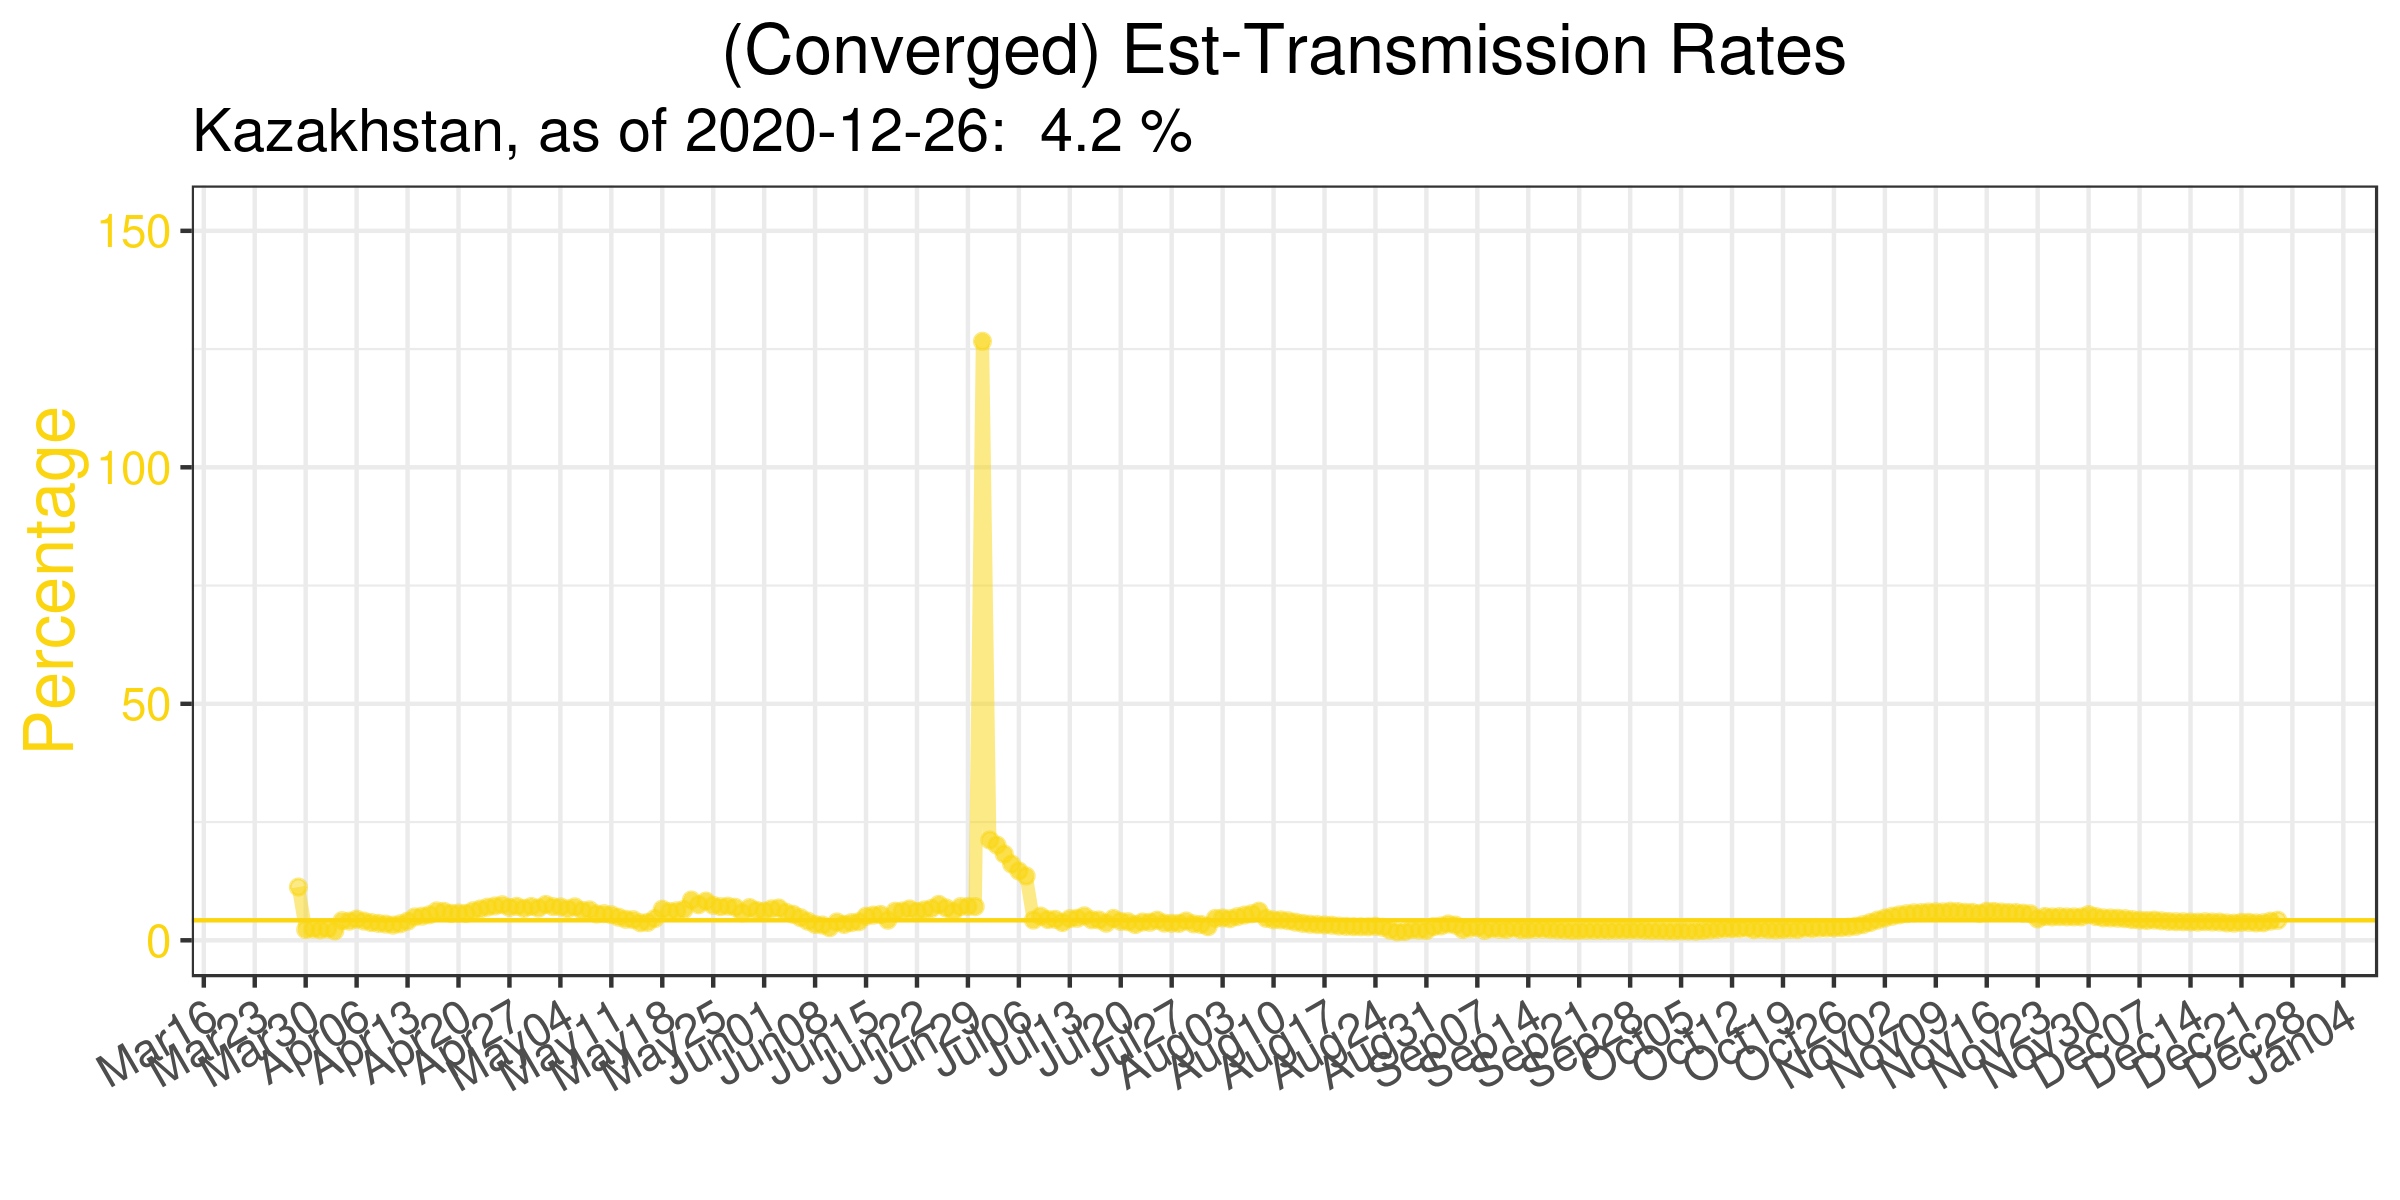 (Converged) Est-Transmission Rates
Kazakhstan, as of 2020-12-26:  4.2 %
Percentage
150
100
50
0
Mar16
Mar23
Mar30
Apr06
Apr13
Apr20
Apr27
May04
May11
May18
May25
Jun01
Jun08
Jun15
Jun22
Jun29
Jul06
Jul13
Jul20
Jul27
Aug03
Aug10
Aug17
Aug24
Aug31
Sep07
Sep14
Sep21
Sep28
Oct05
Oct12
Oct19
Oct26
Nov02
Nov09
Nov16
Nov23
Nov30
Dec07
Dec14
Dec21
Dec28
Jan04